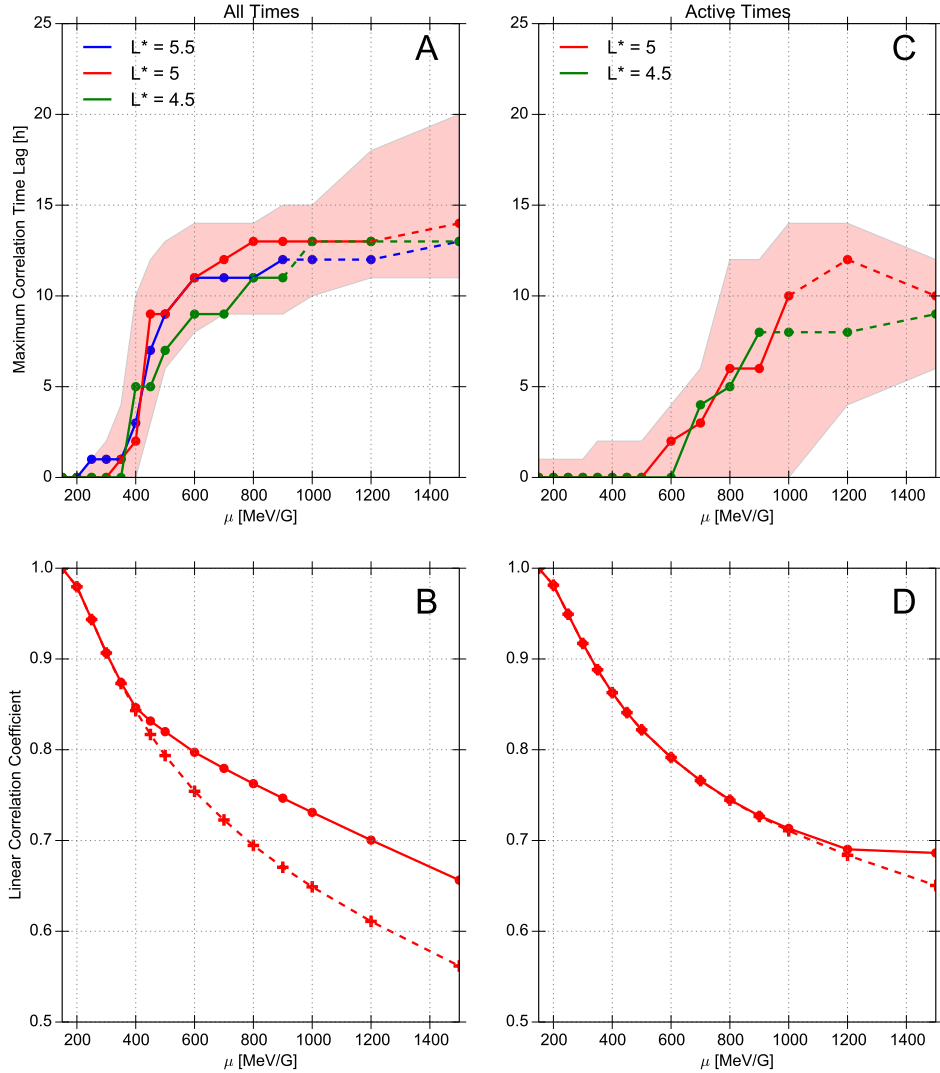 All Times
A
L* = 5.5
L* = 5
L* = 4.5
Maximum Correlation Time Lag [h]
25
20
15
10
5
0
200 400 600 800 1000 1200 1400
μ [MeV/G]
Active Times
C
L* = 5
L* = 4.5
25
20
15
10
5
0
200 400 600 800 1000 1200 1400
μ [MeV/G]
B
Linear Correlation Coefficient
1.0
0.9
0.8
0.7
0.6
0.5
200 400 600 800 1000 1200 1400
μ [MeV/G]
D
1.0
0.9
0.8
0.7
0.6
0.5
200 400 600 800 1000 1200 1400
μ [MeV/G]